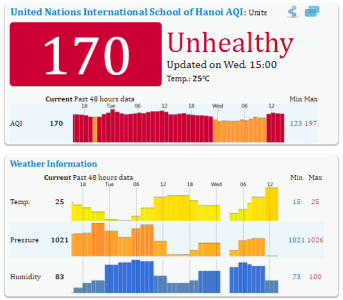 United Nations International School of Hanoi AQI: Unite
170
Unhealthy
Updated on Wed. 15:00
Temp.: 25°C
Current Past 48 hours data Min Max
18 Tue 06 12 18 Wed 06 12
AQI 170 123 197
Weather Information
Current Past 48 hours data Min Max
18 Tue 06 12 18 Wed 06 12
Temp. 25 15 25
Pressure 1021 1021 1026
Humidity 83 73 100